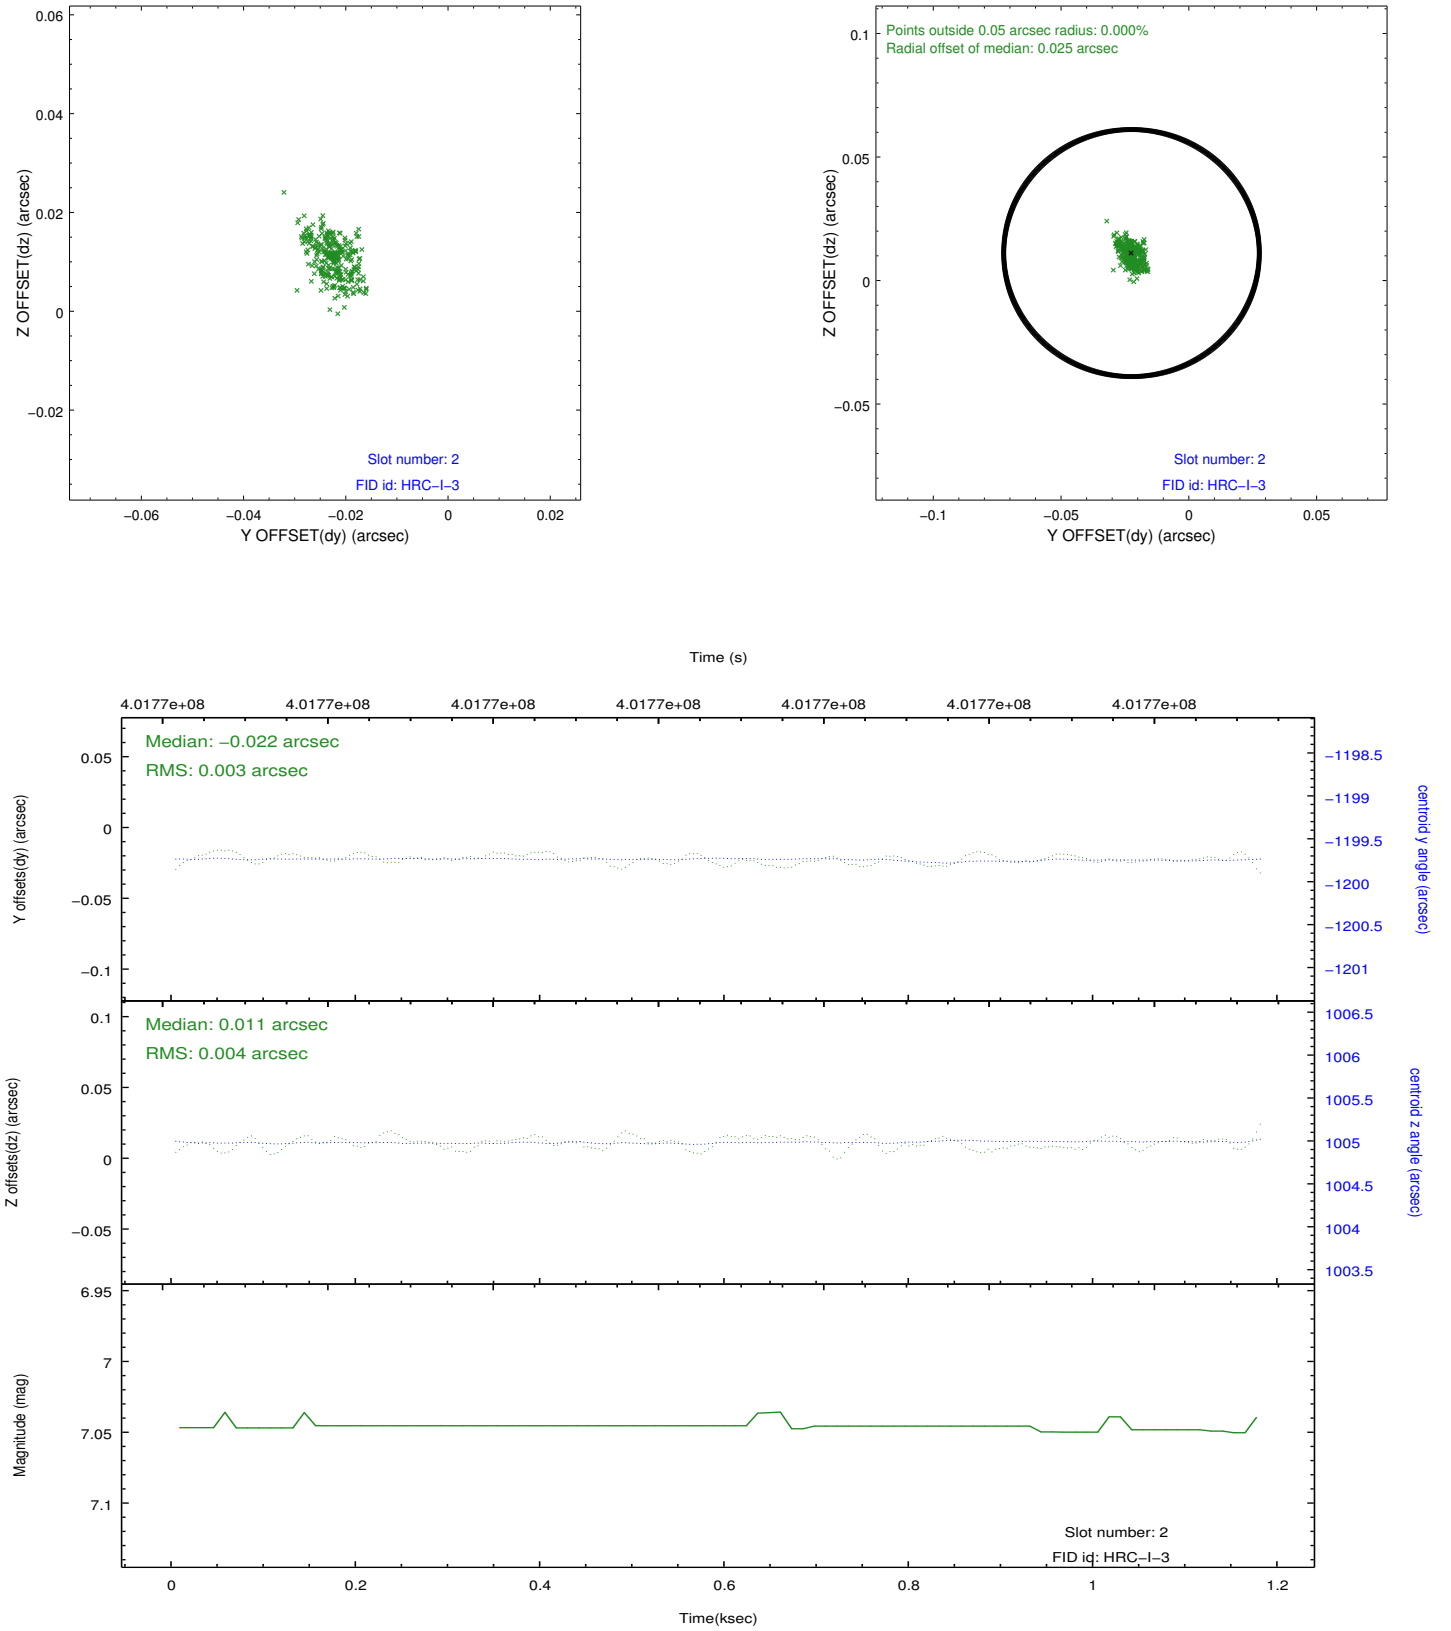 0.06
0.04
0.02
0
−0.02
Z OFFSET(dz) (arcsec)
Slot number: 2
FID id: HRC−I−3
−0.06 −0.04 −0.02 0 0.02
Y OFFSET(dy) (arcsec)
Points outside 0.05 arcsec radius: 0.000%
Radial offset of median: 0.025 arcsec
0.1
0.05
0
−0.05
Z OFFSET(dz) (arcsec)
Slot number: 2
FID id: HRC−I−3
−0.1 −0.05 0 0.05
Y OFFSET(dy) (arcsec)
Time (s)
4.0177e+08 4.0177e+08 4.0177e+08 4.0177e+08 4.0177e+08 4.0177e+08 4.0177e+08
Median: −0.022 arcsec
RMS: 0.003 arcsec
0.05
0
−0.05
−0.1
Y offsets(dy) (arcsec)
−1198.5
−1199
−1199.5
−1200
−1200.5
−1201
centroid y angle (arcsec)
Median: 0.011 arcsec
RMS: 0.004 arcsec
0.1
0.05
0
−0.05
Z offsets(dz) (arcsec)
1006.5
1006
1005.5
1005
1004.5
1004
1003.5
centroid z angle (arcsec)
6.95
7
7.05
7.1
Magnitude (mag)
Slot number: 2
FID id: HRC−I−3
0 0.2 0.4 0.6 0.8 1 1.2
Time(ksec)